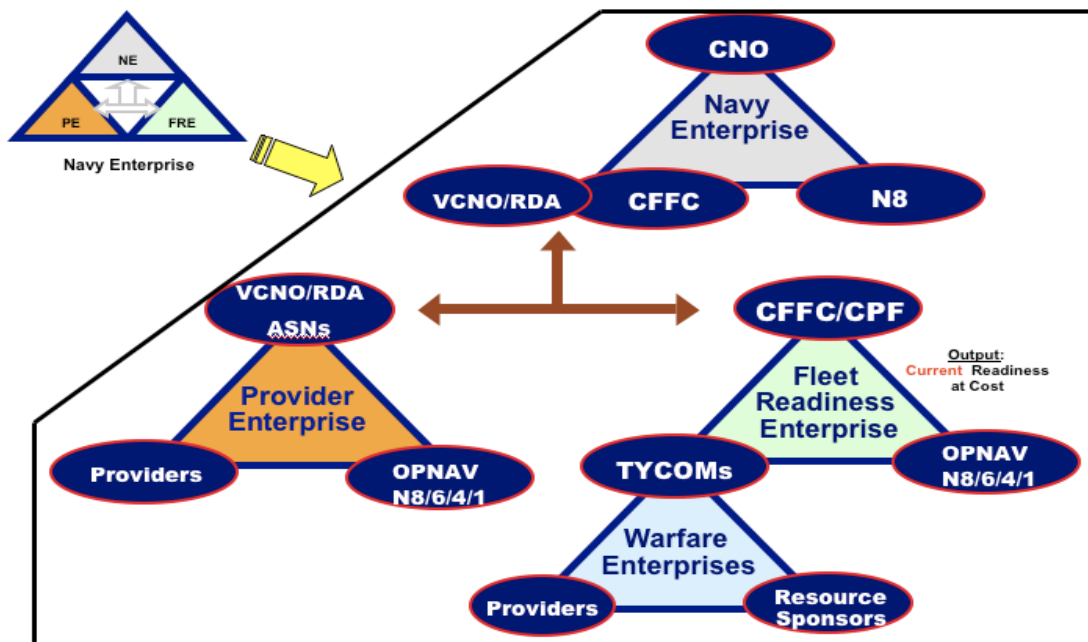 NE
PE
FRE
Navy Enterprise
CNO
Navy
Enterprise
VCNO/RDA
CFFC
N8
VCNO/RDA
ASNs
Provider
Enterprise
Providers
OPNAV
N8/6/4/1
CFFC/CPF
Output:
Current Readiness
at Cost
Fleet
Readiness
Enterprise
TYCOMs
OPNAV
N8/6/4/1
Warfare
Enterprises
Providers
Resource
Sponsors